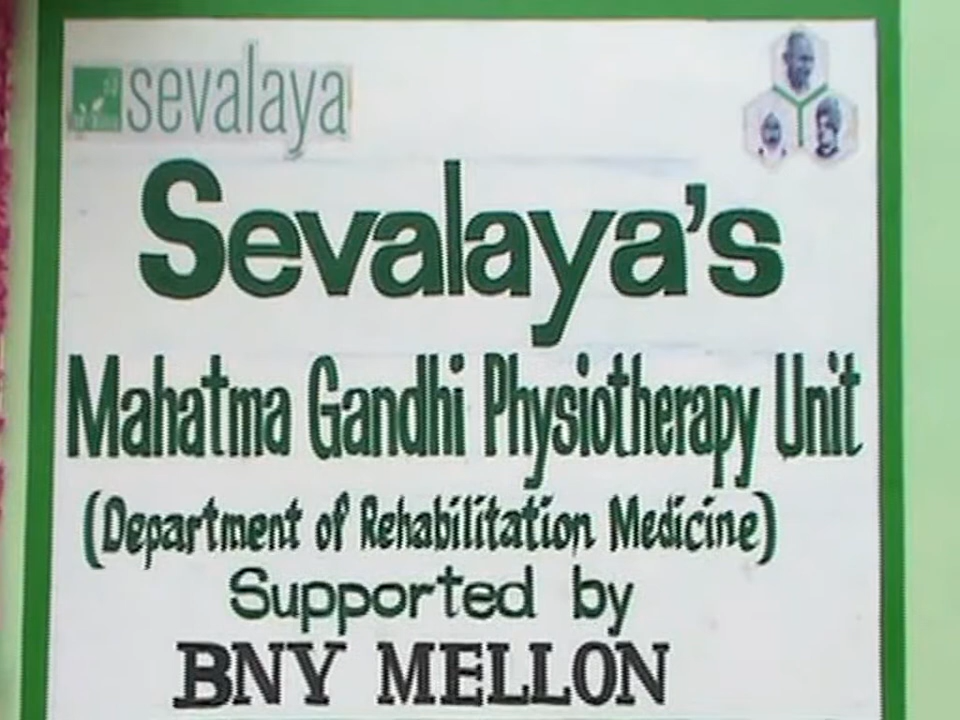 sevalaya
Sevalaya's
Mahatma Gandhi Physiotherapy Unit
(Department of Rehabilitation Medicine)
Supported by
BNY MELLON